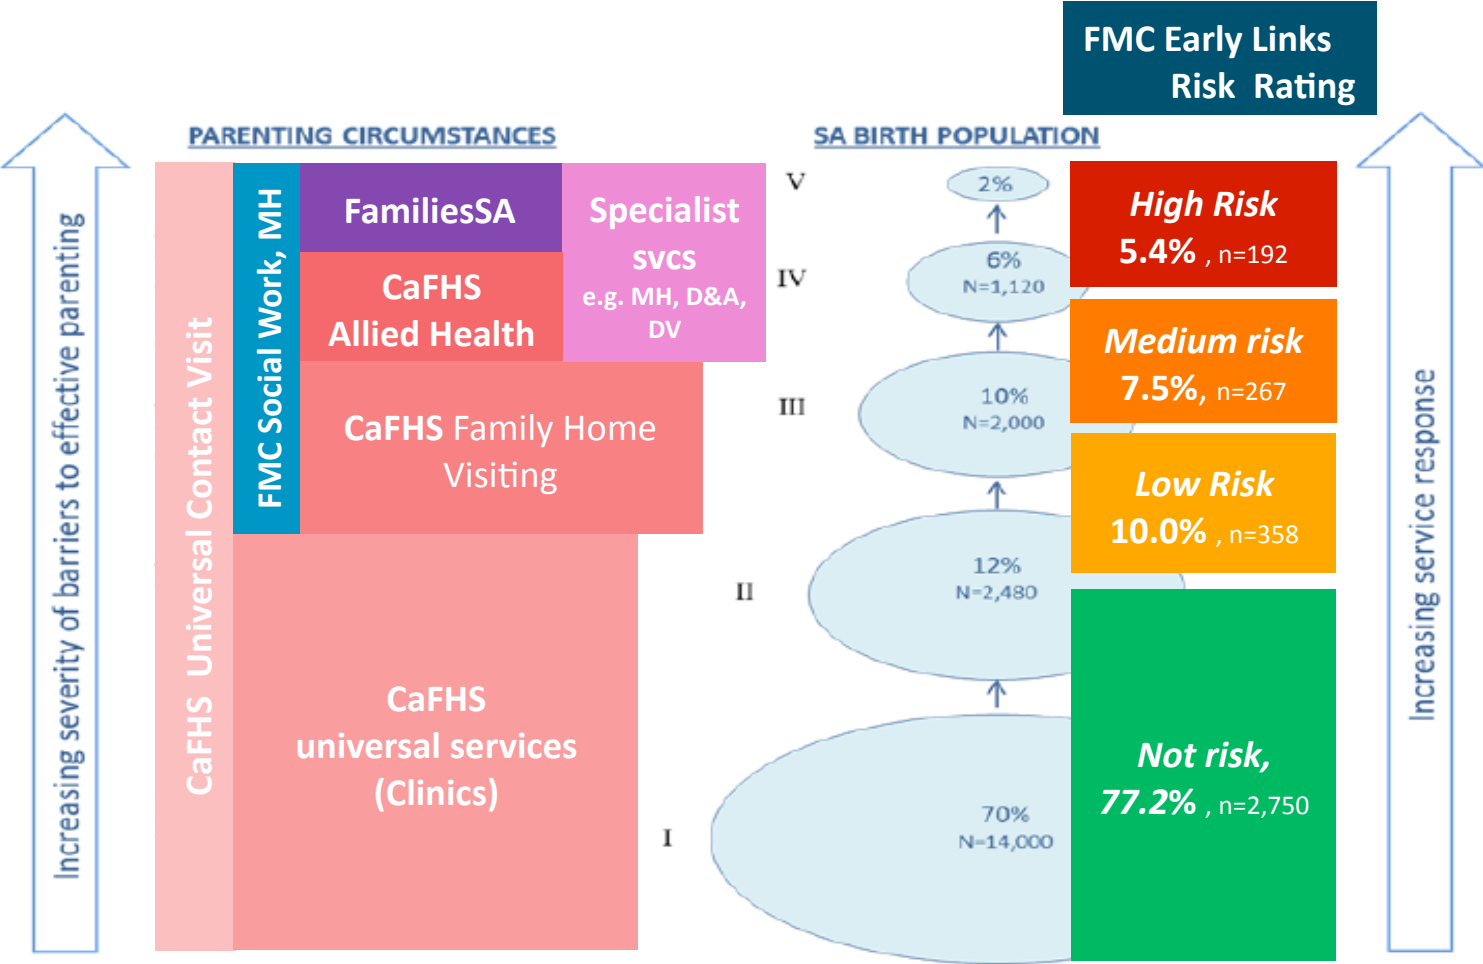 FMC Early Links
Risk Rating
PARENTING CIRCUMSTANCES
SA BIRTH POPULATION
Increasing severity of barriers to effective parenting
CaFHS Universal Contact Visit
FMC Social Work, MH
FamiliesSA
Specialist
svcs
e.g. MH, D&A,
DV
CaFHS
Allied Health
CaFHS Family Home
Visiting
CaFHS
universal services
(Clinics)
V
2%
IV
6%
N=1,120
III
10%
N=2,000
II
12%
N=2,480
I
70%
N=14,000
High Risk
5.4% , n=192
Medium risk
7.5%, n=267
Low Risk
10.0% , n=358
Not risk,
77.2% , n=2,750
Increasing service response